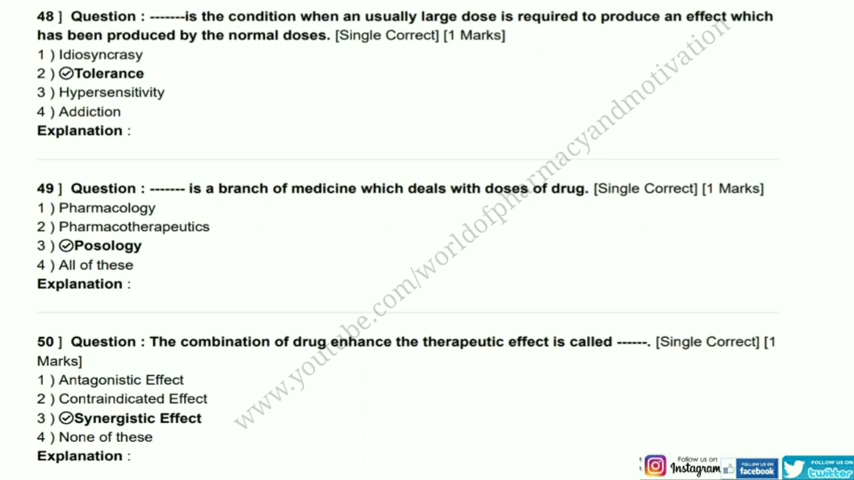 48 ] Question : -------is the condition when an usually large dose is required to produce an effect which
has been produced by the normal doses. [Single Correct] [1 Marks]
1 ) Idiosyncrasy
2 ) Tolerance
3 ) Hypersensitivity
4 ) Addiction
Explanation :
49 ] Question : ------- is a branch of medicine which deals with doses of drug. [Single Correct] [1 Marks]
1 ) Pharmacology
2 ) Pharmacotherapeutics
3 ) Posology
4 ) All of these
Explanation :
50 ] Question : The combination of drug enhance the therapeutic effect is called ------. [Single Correct] [1
Marks]
1 ) Antagonistic Effect
2 ) Contraindicated Effect
3 ) Synergistic Effect
4 ) None of these
Explanation :
www.youtube.com/worldofpharmacyandmotivation
Follow us on
Instagram
FOLLOW US ON
facebook
FOLLOW US ON
twitter